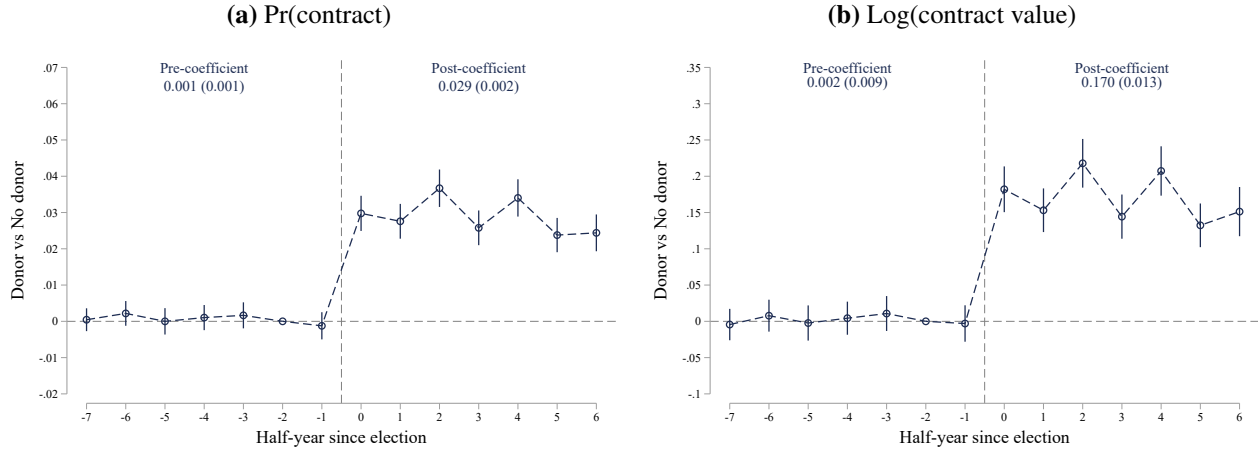 (a) Pr(contract)
Pre-coefficient
0.001 (0.001)
Post-coefficient
0.029 (0.002)
Donor vs No donor
.07
.06
.05
.04
.03
.02
.01
0
-.01
-.02
-7 -6 -5 -4 -3 -2 -1 0 1 2 3 4 5 6
Half-year since election
(b) Log(contract value)
Pre-coefficient
0.002 (0.009)
Post-coefficient
0.170 (0.013)
Donor vs No donor
.35
.3
.25
.2
.15
.1
.05
0
-.05
-.1
-7 -6 -5 -4 -3 -2 -1 0 1 2 3 4 5 6
Half-year since election